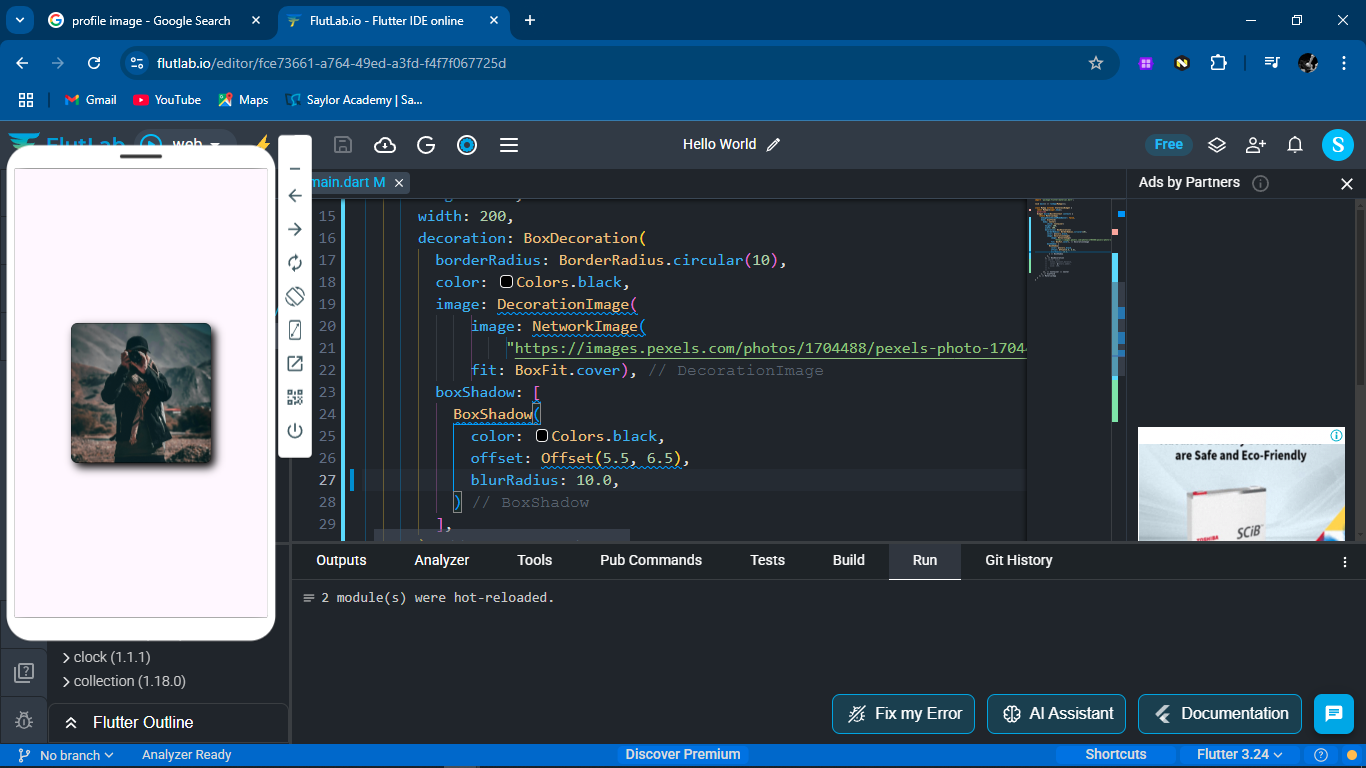 profile image - Google Search
FlutLab.io - Flutter IDE online
flutlab.io/editor/fce73661-a764-49ed-a3fd-f4f7f067725d
Gmail
YouTube
Maps
Saylor Academy | Sa...
FlutLab
web
Hello World
Free
S
main.dart M
Ads by Partners
15 width: 200,
16 decoration: BoxDecoration(
17 borderRadius: BorderRadius.circular(10),
18 color: Colors.black,
19 image: DecorationImage(
20 image: NetworkImage(
21 "https://images.pexels.com/photos/1704488/pexels-photo-1704
22 fit: BoxFit.cover), // DecorationImage
23 boxShadow: [
24 BoxShadow(
25 color: Colors.black,
26 offset: Offset(5.5, 6.5),
27 blurRadius: 10.0,
28 ) // BoxShadow
29 ],
are Safe and Eco-Friendly
TOSHIBA
SCiB
Outputs
Analyzer
Tools
Pub Commands
Tests
Build
Run
Git History
2 module(s) were hot-reloaded.
clock (1.1.1)
collection (1.18.0)
Flutter Outline
Fix my Error
AI Assistant
Documentation
No branch
Analyzer Ready
Discover Premium
Shortcuts
Flutter 3.24